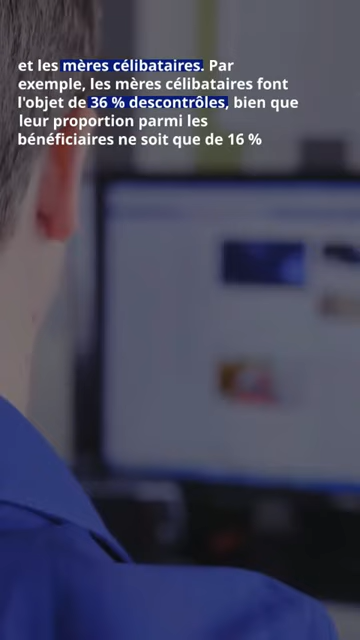 et les mères célibataires. Par
exemple, les mères célibataires font
l'objet de 36 % descontrôles, bien que
leur proportion parmi les
bénéficiaires ne soit que de 16 %